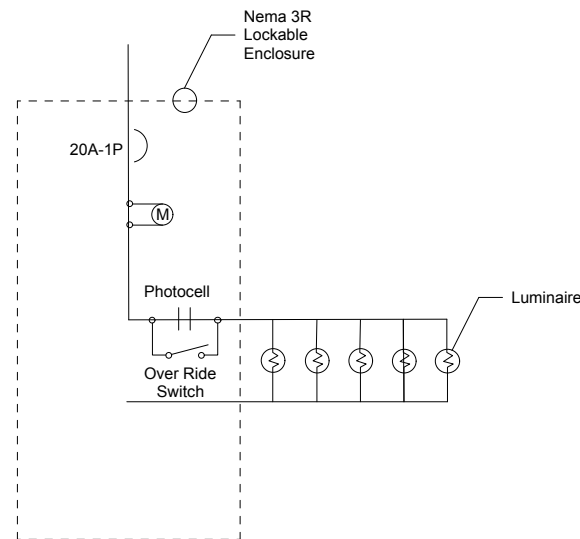 Nema 3R
Lockable
Enclosure
20A-1P
M
Photocell
Luminaire
Over Ride
Switch